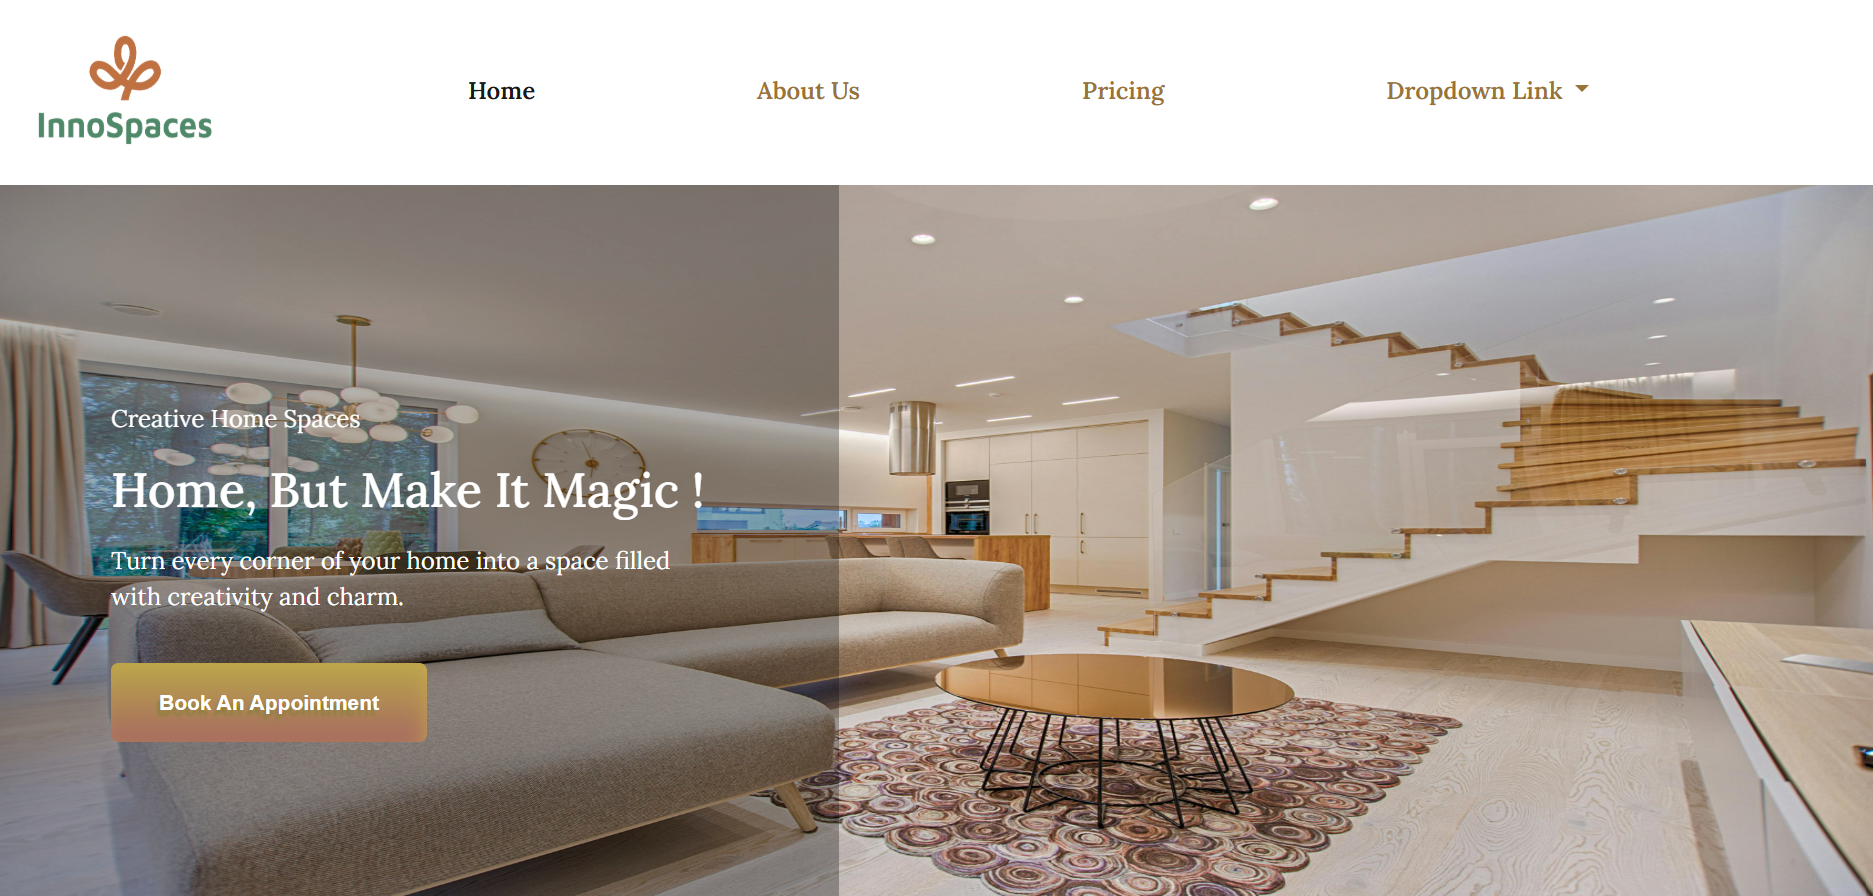 InnoSpaces
Home
About Us
Pricing
Dropdown Link
Creative Home Spaces
Home, But Make It Magic !
Turn every corner of your home into a space filled
with creativity and charm.
Book An Appointment